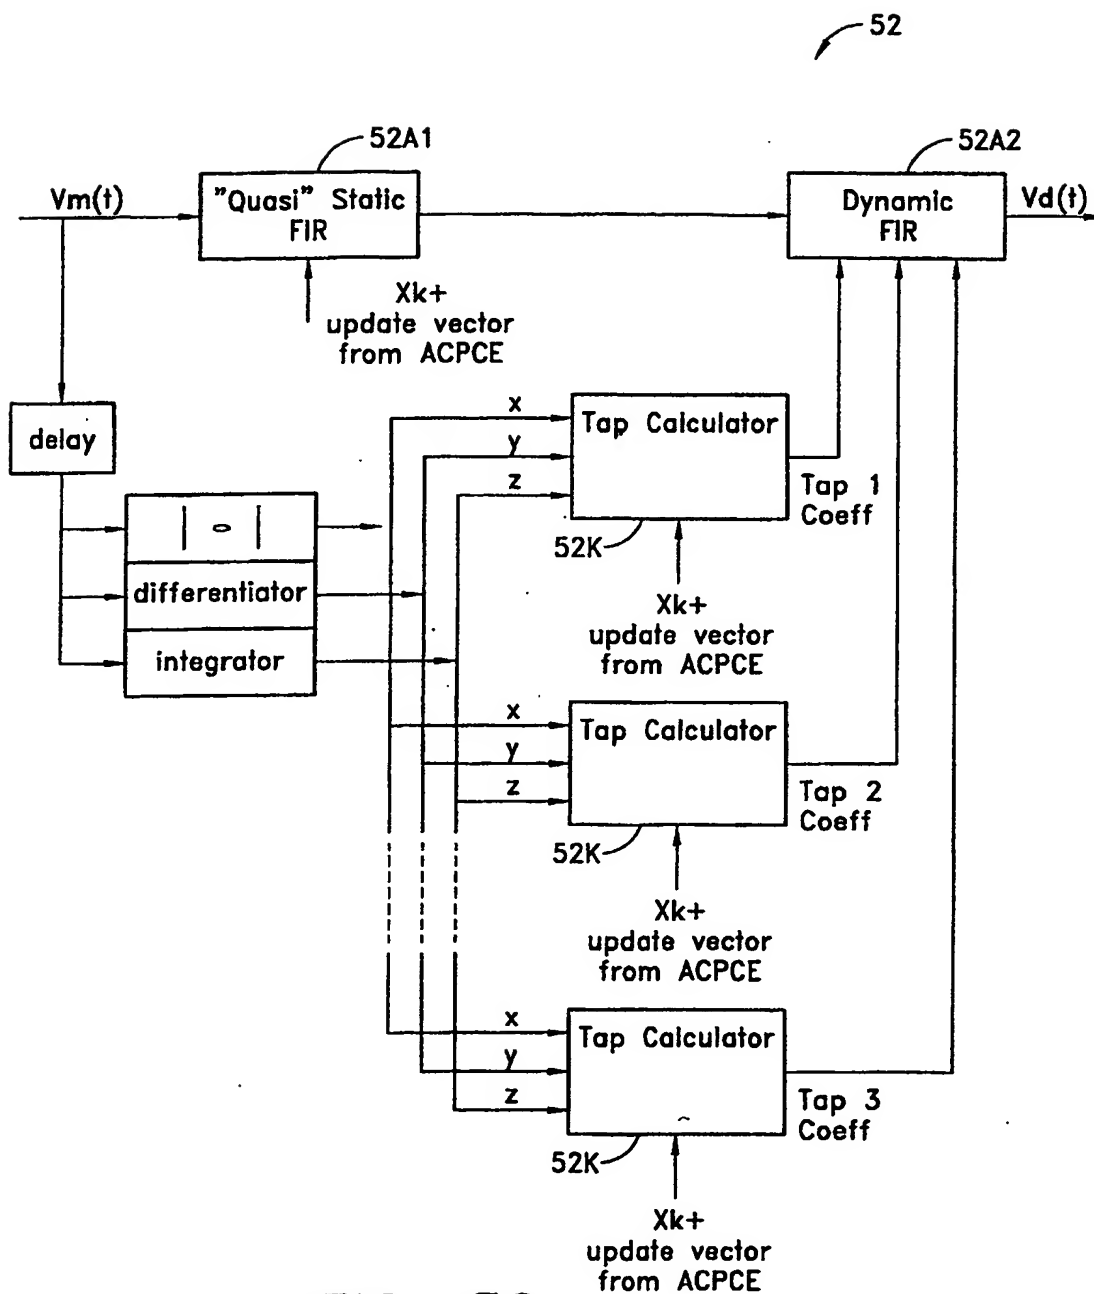 52
52A1
52A2
Vm(t)
"Quasi" Static
FIR
Dynamic
FIR
Vd(t)
Xk+
update vector
from ACPCE
delay
| o |
differentiator
integrator
x
y
z
Tap Calculator
Tap 1
Coeff
52K
Xk+
update vector
from ACPCE
x
y
z
Tap Calculator
Tap 2
Coeff
52K
Xk+
update vector
from ACPCE
x
y
z
Tap Calculator
Tap 3
Coeff
52K
Xk+
update vector
from ACPCE